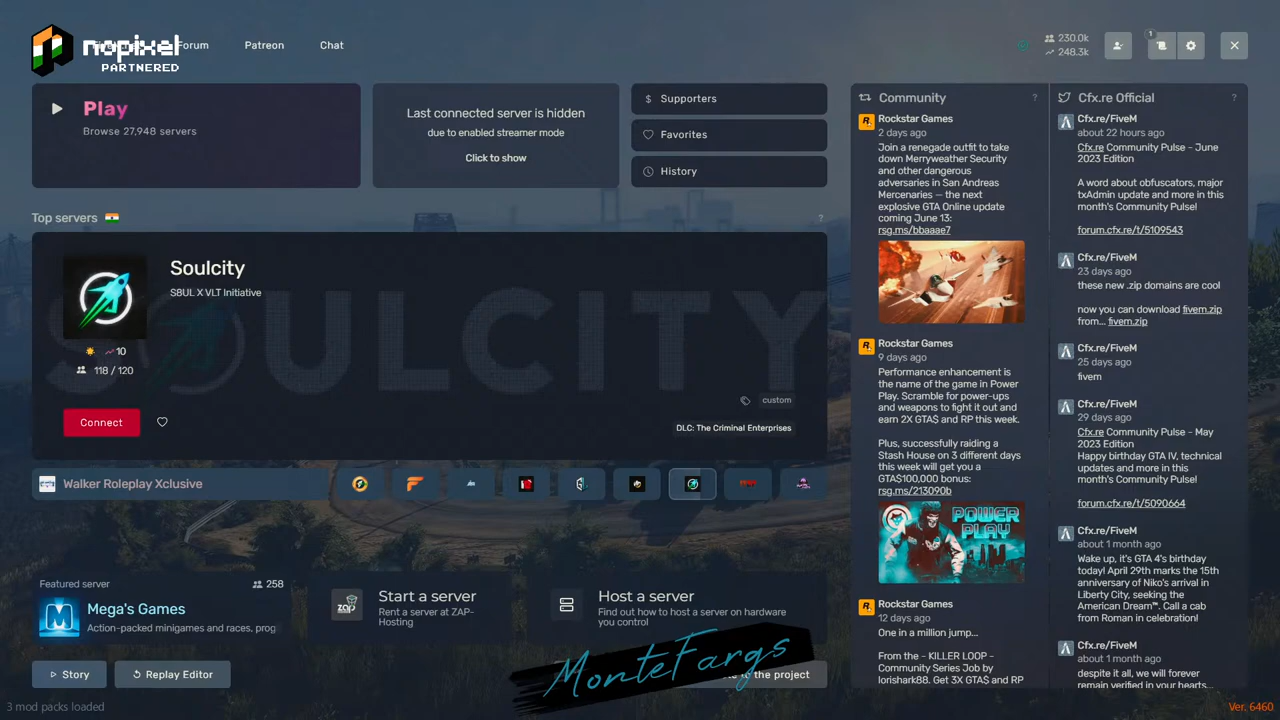 nopixel
PARTNERED
Forum
Patreon
Chat
230.0k
248.3k
1
Play
Browse 27,948 servers
Last connected server is hidden
due to enabled streamer mode
Click to show
Supporters
Favorites
History
Top servers
?
SOULCITY
Soulcity
S8UL X VLT Initiative
10
118 / 120
Connect
custom
DLC: The Criminal Enterprises
Walker Roleplay Xclusive
Featured server
258
Mega's Games
Action-packed minigames and races, prog
ZAP
Start a server
Rent a server at ZAP-
Hosting
Host a server
Find out how to host a server on hardware
you control
Story
Replay Editor
MonteFargs
to the project
3 mod packs loaded
Community
?
Rockstar Games
2 days ago
Join a renegade outfit to take
down Merryweather Security
and other dangerous
adversaries in San Andreas
Mercenaries — the next
explosive GTA Online update
coming June 13:
rsg.ms/bbaaae7
Rockstar Games
9 days ago
Performance enhancement is
the name of the game in Power
Play. Scramble for power-ups
and weapons to fight it out and
earn 2X GTA$ and RP this week.
Plus, successfully raiding a
Stash House on 3 different days
this week will get you a
GTA$100,000 bonus:
rsg.ms/213090b
POWER
PLAY
Rockstar Games
12 days ago
One in a million jump...
From the – KILLER LOOP –
Community Series Job by
lorishark88. Get 3X GTA$ and RP
Cfx.re Official
?
Cfx.re/FiveM
about 22 hours ago
Cfx.re Community Pulse – June
2023 Edition
A word about obfuscators, major
txAdmin update and more in this
month's Community Pulse!
forum.cfx.re/t/5109543
Cfx.re/FiveM
23 days ago
these new .zip domains are cool
now you can download fivem.zip
from... fivem.zip
Cfx.re/FiveM
25 days ago
fivem
Cfx.re/FiveM
29 days ago
Cfx.re Community Pulse – May
2023 Edition
Happy birthday GTA IV, technical
updates and more in this
month's Community Pulse!
forum.cfx.re/t/5090664
Cfx.re/FiveM
about 1 month ago
Wake up, it's GTA 4's birthday
today! April 29th marks the 15th
anniversary of Niko's arrival in
Liberty City, seeking the
American Dream™. Call a cab
from Roman in celebration!
Cfx.re/FiveM
about 1 month ago
despite it all, we will forever
remain verified in your hearts...
Ver. 6460